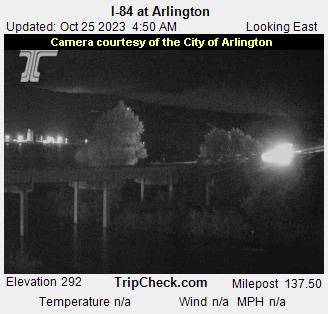 I-84 at Arlington
Updated: Oct 25 2023 4:50 AM Looking East
Camera courtesy of the City of Arlington
Elevation 292 TripCheck.com Milepost 137.50
Temperature n/a Wind n/a MPH n/a